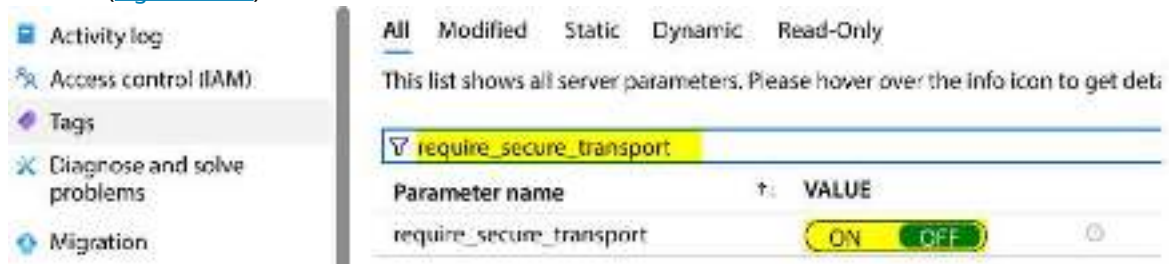 Activity log
Access control (IAM)
Tags
Diagnose and solve
problems
Migration
All Modified Static Dynamic Read-Only
This list shows all server parameters. Please hover over the info icon to get deta
require_secure_transport
Parameter name ↑↓ VALUE
require_secure_transport ON OFF